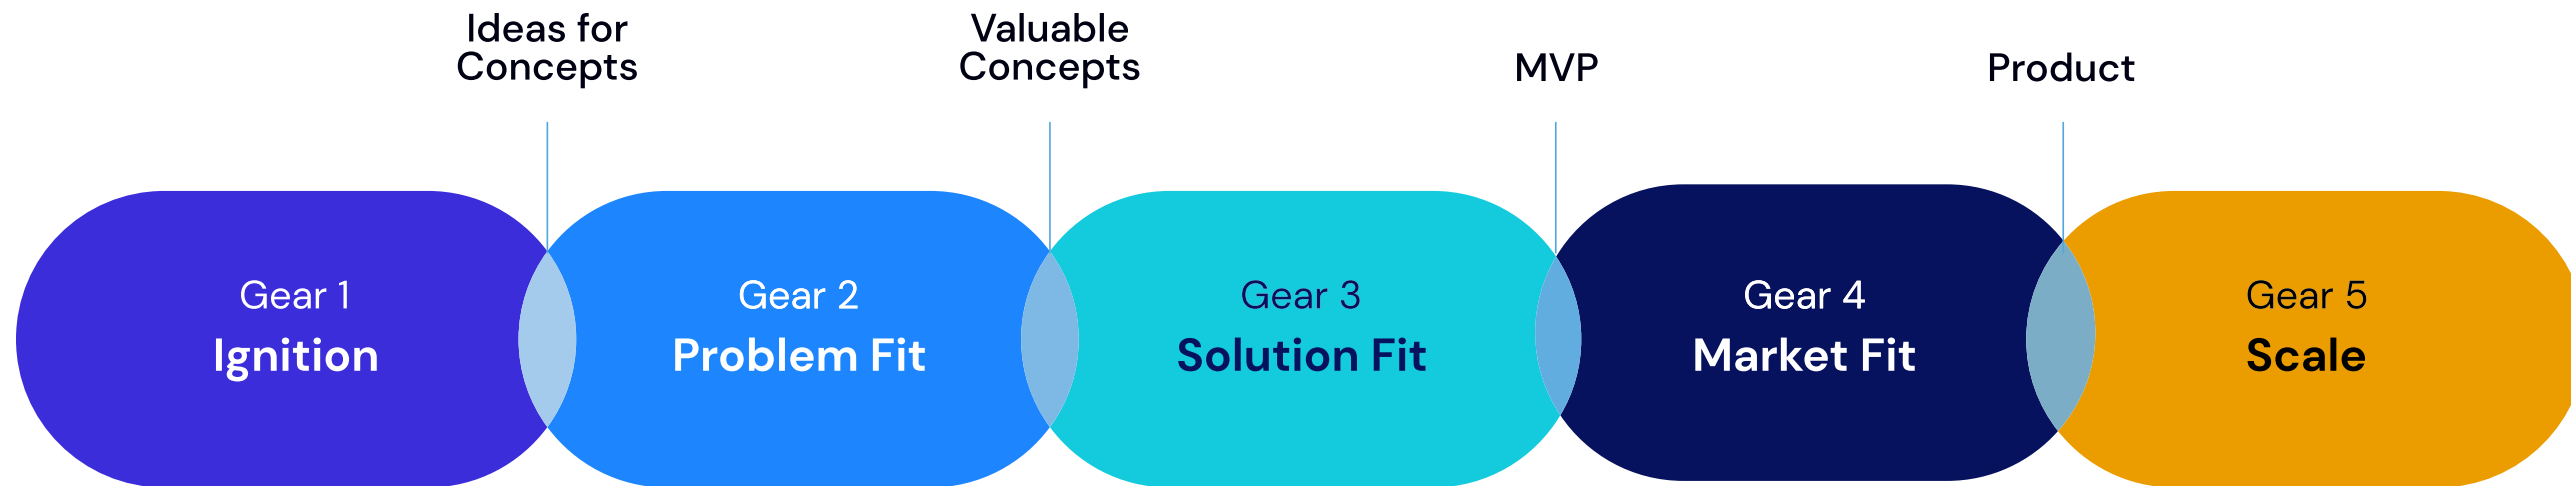 Ideas for
Concepts
Valuable
Concepts
MVP
Product
Gear 1
Ignition
Gear 2
Problem Fit
Gear 3
Solution Fit
Gear 4
Market Fit
Gear 5
Scale